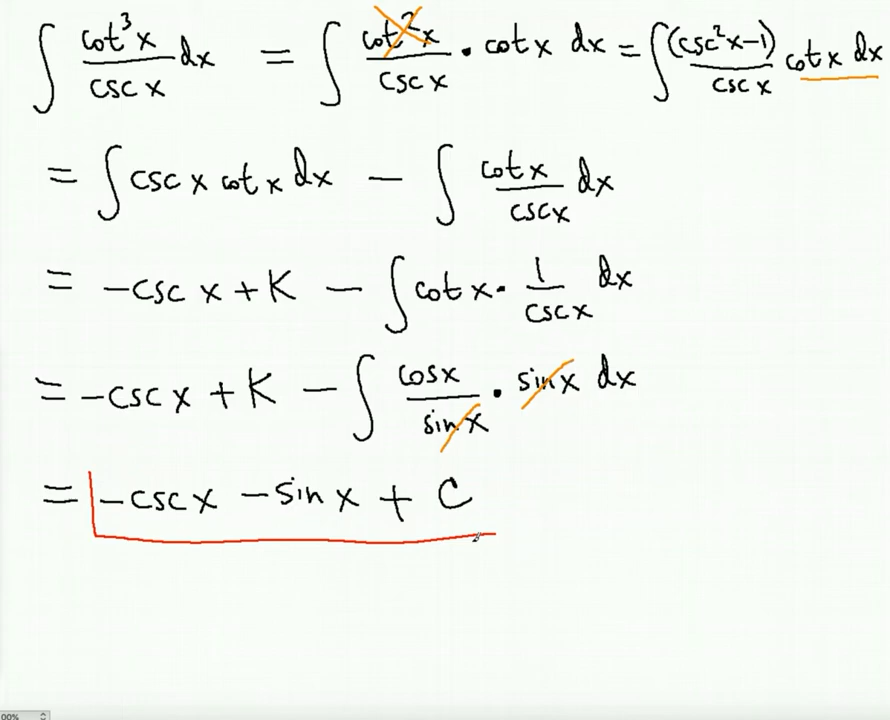 ∫ cot³x / csc x dx = ∫ cot²x / csc x · cot x dx = ∫ (csc²x−1) / csc x cot x dx
= ∫ csc x cot x dx − ∫ cot x / csc x dx
= −csc x + K − ∫ cot x · 1 / csc x dx
= −csc x + K − ∫ cos x / sin x · sin x dx
= −csc x − sin x + C
00%